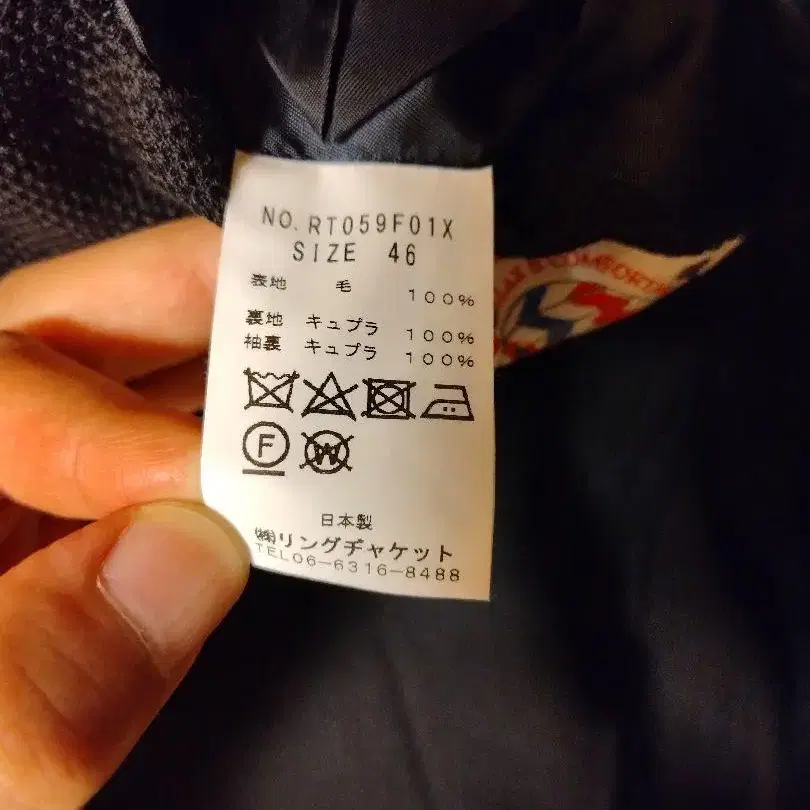 NO. RT059F01X
SIZE 46
表地 毛 100%
裏地 キュプラ 100%
袖裏 キュプラ 100%
F W
日本製
㈱リングヂャケット
TEL06-6316-8488
& COMFORT